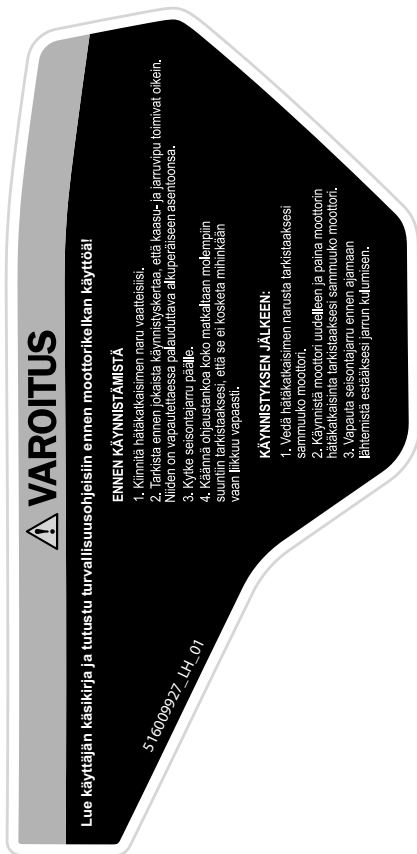 VAROITUS
Lue käyttäjän käsikirja ja tutustu turvallisuusohjeisiin ennen moottorikelkan käyttöä!
ENNEN KÄYNNISTÄMISTÄ
1. Kiinnitä hätäkatkaisimen naru vaatteisiisi.
2. Tarkista ennen jokaista käynnistyskertaa, että kaasu- ja jarruvipu toimivat oikein.
Niiden on vapautettaessa palauduttava alkuperäiseen asentoonsa.
3. Kytke seisontajarru päälle.
4. Käännä ohjaustankoa koko matkaltaan molempiin
suuntiin tarkistaaksesi, että se ei kosketa mihinkään
vaan liikkuu vapaasti.
KÄYNNISTYKSEN JÄLKEEN:
1. Vedä hätäkatkaisimen narusta tarkistaaksesi
sammuuko moottori.
2. Käynnistä moottori uudelleen ja paina moottorin
hätäkatkaisinta tarkistaaksesi sammuuko moottori.
3. Vapauta seisontajarru ennen ajamaan
lähtemistä estääksesi jarrun kulumisen.
516009927_LH_01